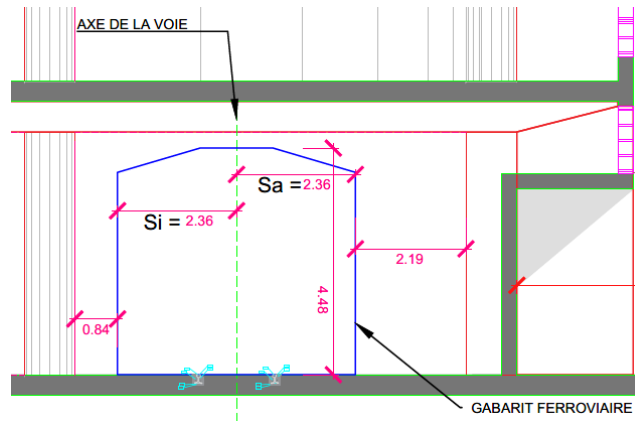 AXE DE LA VOIE
Sa = 2.36
Si = 2.36
2.19
4.48
0.84
GABARIT FERROVIAIRE